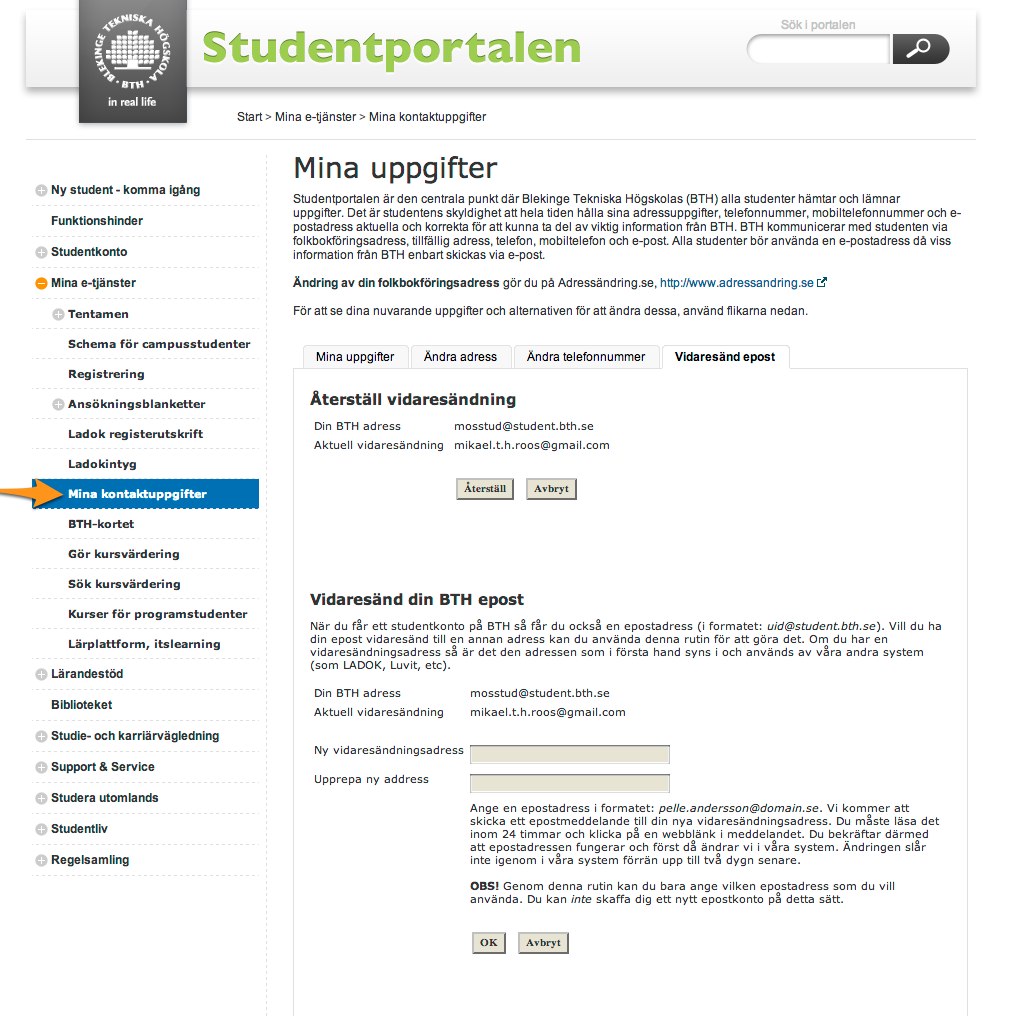 BLEKINGE TEKNISKA HÖGSKOLA
· BTH ·
in real life
Studentportalen
Sök i portalen
Start > Mina e-tjänster > Mina kontaktuppgifter
Ny student - komma igång
Funktionshinder
Studentkonto
Mina e-tjänster
Tentamen
Schema för campusstudenter
Registrering
Ansökningsblanketter
Ladok registerutskrift
Ladokintyg
Mina kontaktuppgifter
BTH-kortet
Gör kursvärdering
Sök kursvärdering
Kurser för programstudenter
Lärplattform, itslearning
Lärandestöd
Biblioteket
Studie- och karriärvägledning
Support & Service
Studera utomlands
Studentliv
Regelsamling
Mina uppgifter
Studentportalen är den centrala punkt där Blekinge Tekniska Högskolas (BTH) alla studenter hämtar och lämnar
uppgifter. Det är studentens skyldighet att hela tiden hålla sina adressuppgifter, telefonnummer, mobiltelefonnummer och e-
postadress aktuella och korrekta för att kunna ta del av viktig information från BTH. BTH kommunicerar med studenten via
folkbokföringsadress, tillfällig adress, telefon, mobiltelefon och e-post. Alla studenter bör använda en e-postadress då viss
information från BTH enbart skickas via e-post.
Ändring av din folkbokföringsadress gör du på Adressändring.se, http://www.adressandring.se
För att se dina nuvarande uppgifter och alternativen för att ändra dessa, använd flikarna nedan.
Mina uppgifter
Ändra adress
Ändra telefonnummer
Vidaresänd epost
Återställ vidaresändning
Din BTH adress mosstud@student.bth.se
Aktuell vidaresändning mikael.t.h.roos@gmail.com
Återställ Avbryt
Vidaresänd din BTH epost
När du får ett studentkonto på BTH så får du också en epostadress (i formatet: uid@student.bth.se). Vill du ha
din epost vidaresänd till en annan adress kan du använda denna rutin för att göra det. Om du har en
vidaresändningsadress så är det den adressen som i första hand syns i och används av våra andra system
(som LADOK, Luvit, etc).
Din BTH adress mosstud@student.bth.se
Aktuell vidaresändning mikael.t.h.roos@gmail.com
Ny vidaresändningsadress
Upprepa ny address
Ange en epostadress i formatet: pelle.andersson@domain.se. Vi kommer att
skicka ett epostmeddelande till din nya vidaresändningsadress. Du måste läsa det
inom 24 timmar och klicka på en webblänk i meddelandet. Du bekräftar därmed
att epostadressen fungerar och först då ändrar vi i våra system. Ändringen slår
inte igenom i våra system förrän upp till två dygn senare.
OBS! Genom denna rutin kan du bara ange vilken epostadress som du vill
använda. Du kan inte skaffa dig ett nytt epostkonto på detta sätt.
OK Avbryt